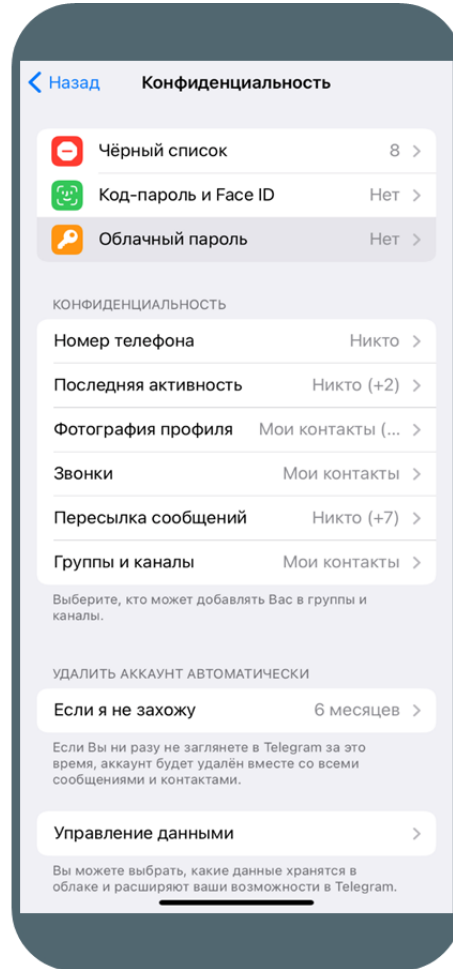 Назад Конфиденциальность
Чёрный список 8
Код-пароль и Face ID Нет
Облачный пароль Нет
КОНФИДЕНЦИАЛЬНОСТЬ
Номер телефона Никто
Последняя активность Никто (+2)
Фотография профиля Мои контакты (...
Звонки Мои контакты
Пересылка сообщений Никто (+7)
Группы и каналы Мои контакты
Выберите, кто может добавлять Вас в группы и
каналы.
УДАЛИТЬ АККАУНТ АВТОМАТИЧЕСКИ
Если я не захожу 6 месяцев
Если Вы ни разу не заглянете в Telegram за это
время, аккаунт будет удалён вместе со всеми
сообщениями и контактами.
Управление данными
Вы можете выбрать, какие данные хранятся в
облаке и расширяют ваши возможности в Telegram.